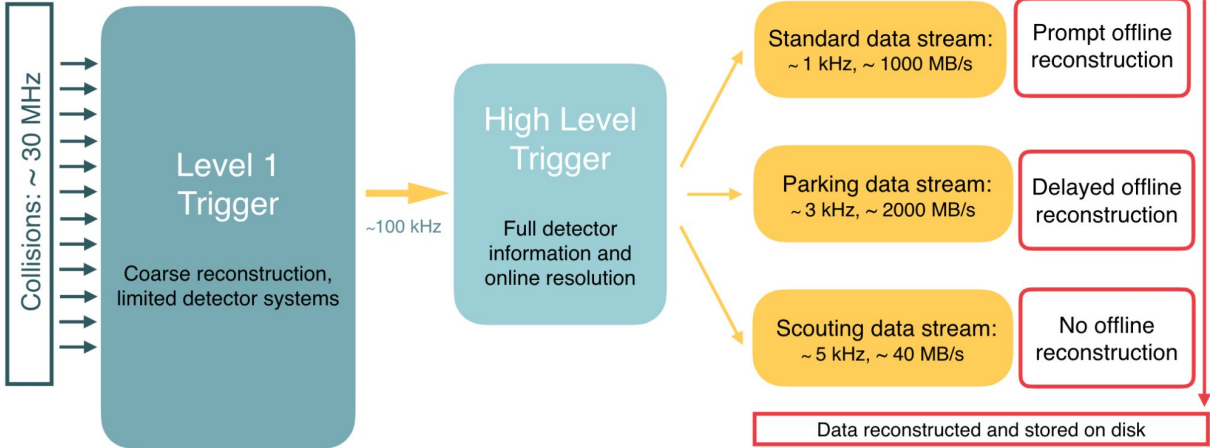 Collisions: ~ 30 MHz
Level 1
Trigger
Coarse reconstruction,
limited detector systems
~100 kHz
High Level
Trigger
Full detector
information and
online resolution
Standard data stream:
~ 1 kHz, ~ 1000 MB/s
Prompt offline
reconstruction
Parking data stream:
~ 3 kHz, ~ 2000 MB/s
Delayed offline
reconstruction
Scouting data stream:
~ 5 kHz, ~ 40 MB/s
No offline
reconstruction
Data reconstructed and stored on disk